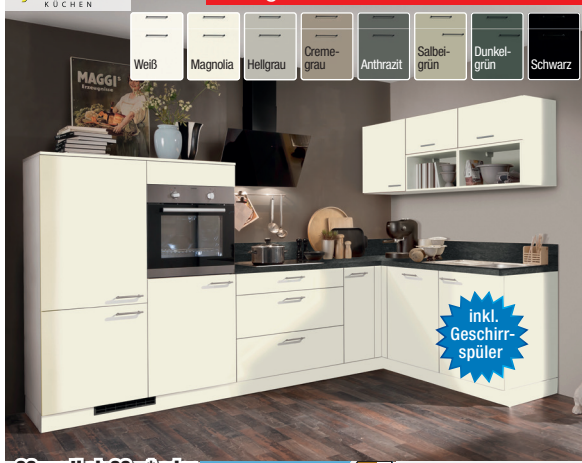 KÜCHEN
Weiß
Magnolia
Hellgrau
Creme-
grau
Anthrazit
Salbei-
grün
Dunkel-
grün
Schwarz
MAGGI®
inkl.
Geschirr-
spüler